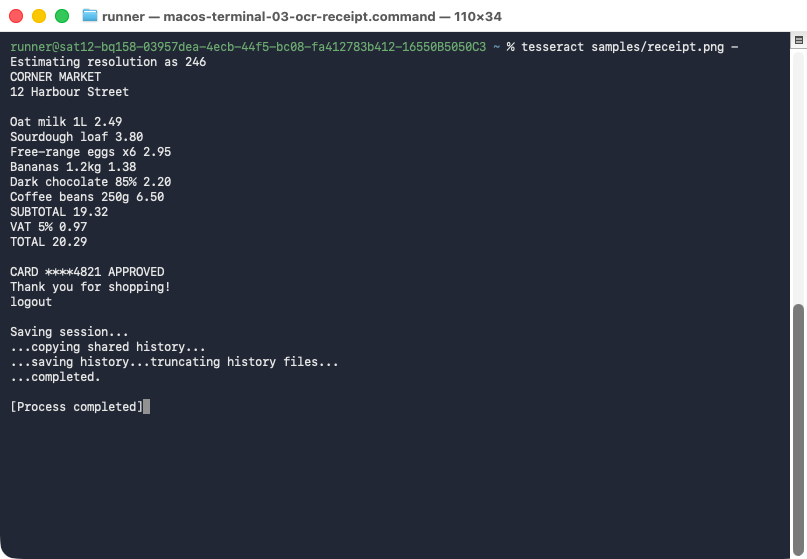 runner — macos-terminal-03-ocr-receipt.command — 110×34
runner@sat12-bq158-03957dea-4ecb-44f5-bc08-fa412783b412-16550B5050C3 ~ % tesseract samples/receipt.png -
Estimating resolution as 246
CORNER MARKET
12 Harbour Street
Oat milk 1L 2.49
Sourdough loaf 3.80
Free-range eggs x6 2.95
Bananas 1.2kg 1.38
Dark chocolate 85% 2.20
Coffee beans 250g 6.50
SUBTOTAL 19.32
VAT 5% 0.97
TOTAL 20.29
CARD ****4821 APPROVED
Thank you for shopping!
logout
Saving session...
...copying shared history...
...saving history...truncating history files...
...completed.
[Process completed]